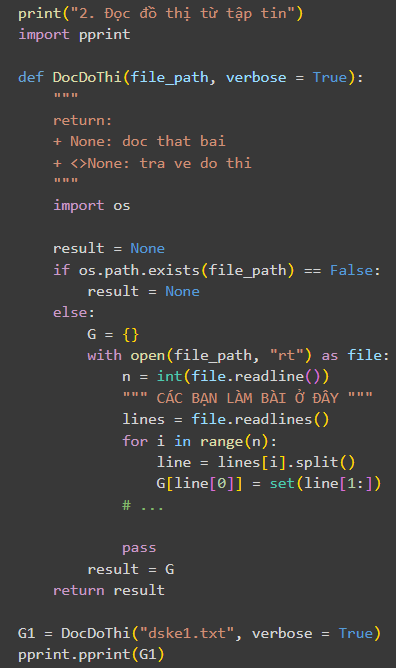 print("2. Đọc đồ thị từ tập tin")
import pprint

def DocDoThi(file_path, verbose = True):
    """
    return:
    + None: doc that bai
    + <>None: tra ve do thi
    """
    import os

    result = None
    if os.path.exists(file_path) == False:
        result = None
    else:
        G = {}
        with open(file_path, "rt") as file:
            n = int(file.readline())
            """ CÁC BẠN LÀM BÀI Ở ĐÂY """
            lines = file.readlines()
            for i in range(n):
                line = lines[i].split()
                G[line[0]] = set(line[1:])
            # ...

            pass
        result = G
    return result

G1 = DocDoThi("dske1.txt", verbose = True)
pprint.pprint(G1)